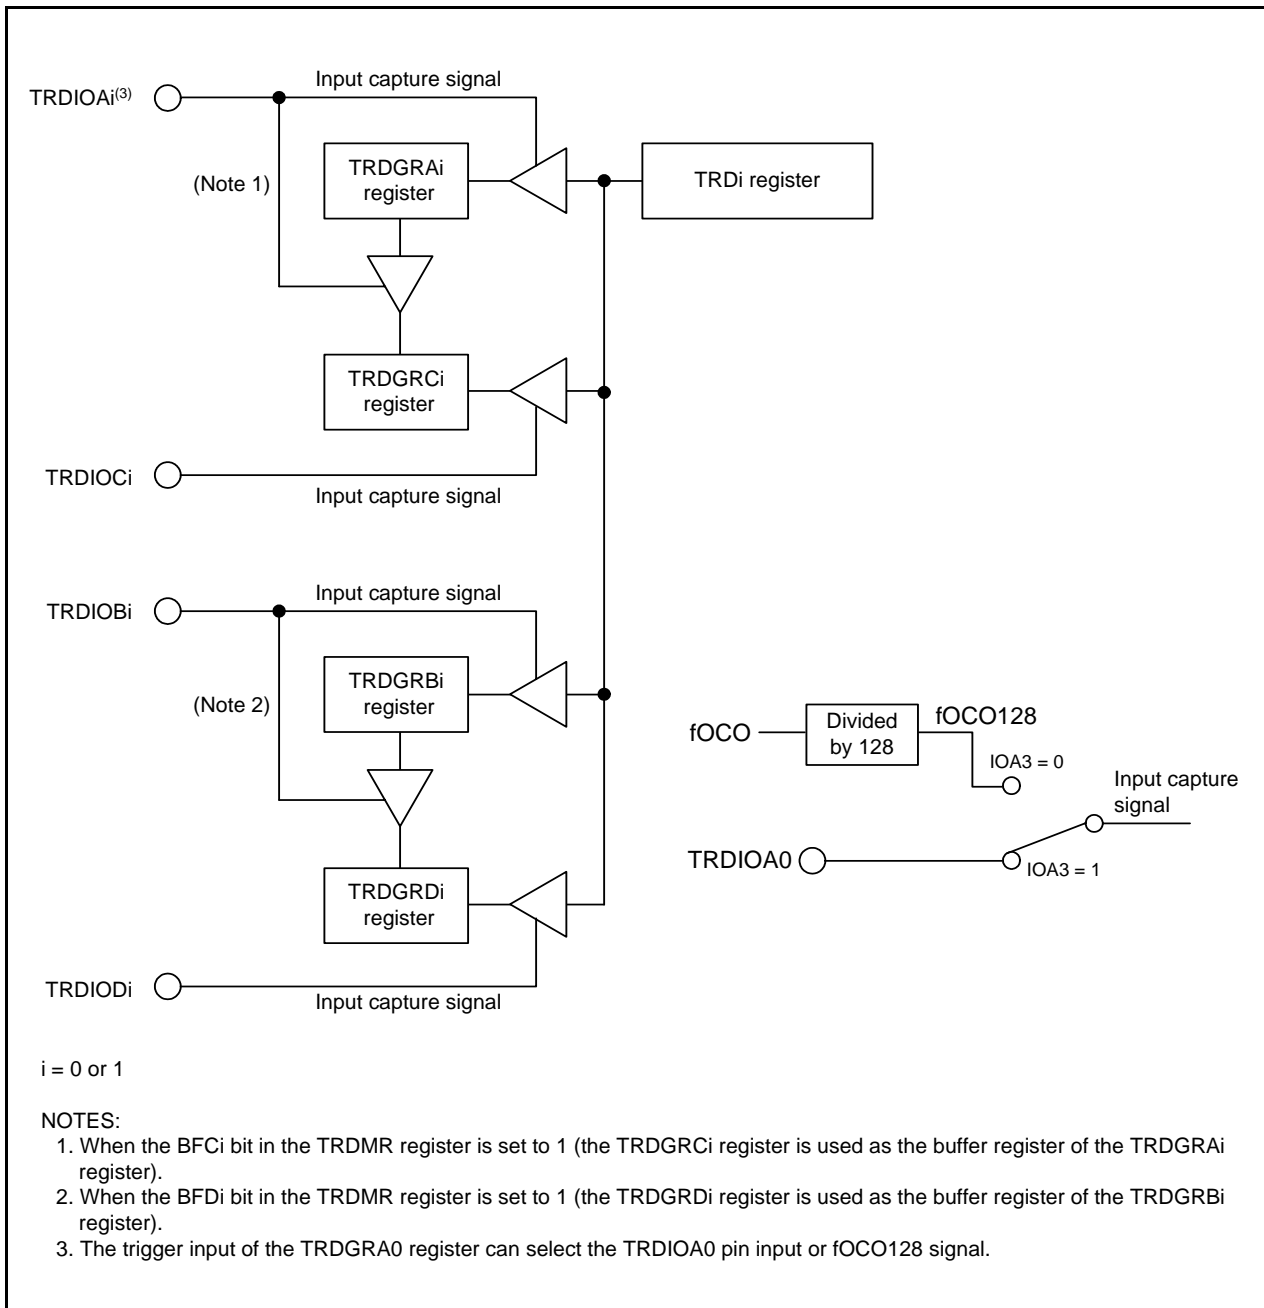 Input capture signal
TRDIOAi(3)
TRDGRAi
register
(Note 1)
TRDi register
TRDGRCi
register
TRDIOCi
Input capture signal
Input capture signal
TRDIOBi
TRDGRBi
register
(Note 2)
fOCO
Divided
by 128
fOCO128
IOA3 = 0
Input capture
signal
TRDIOA0
IOA3 = 1
TRDGRDi
register
TRDIODi
Input capture signal
i = 0 or 1
NOTES:
1. When the BFCi bit in the TRDMR register is set to 1 (the TRDGRCi register is used as the buffer register of the TRDGRAi
register).
2. When the BFDi bit in the TRDMR register is set to 1 (the TRDGRDi register is used as the buffer register of the TRDGRBi
register).
3. The trigger input of the TRDGRA0 register can select the TRDIOA0 pin input or fOCO128 signal.